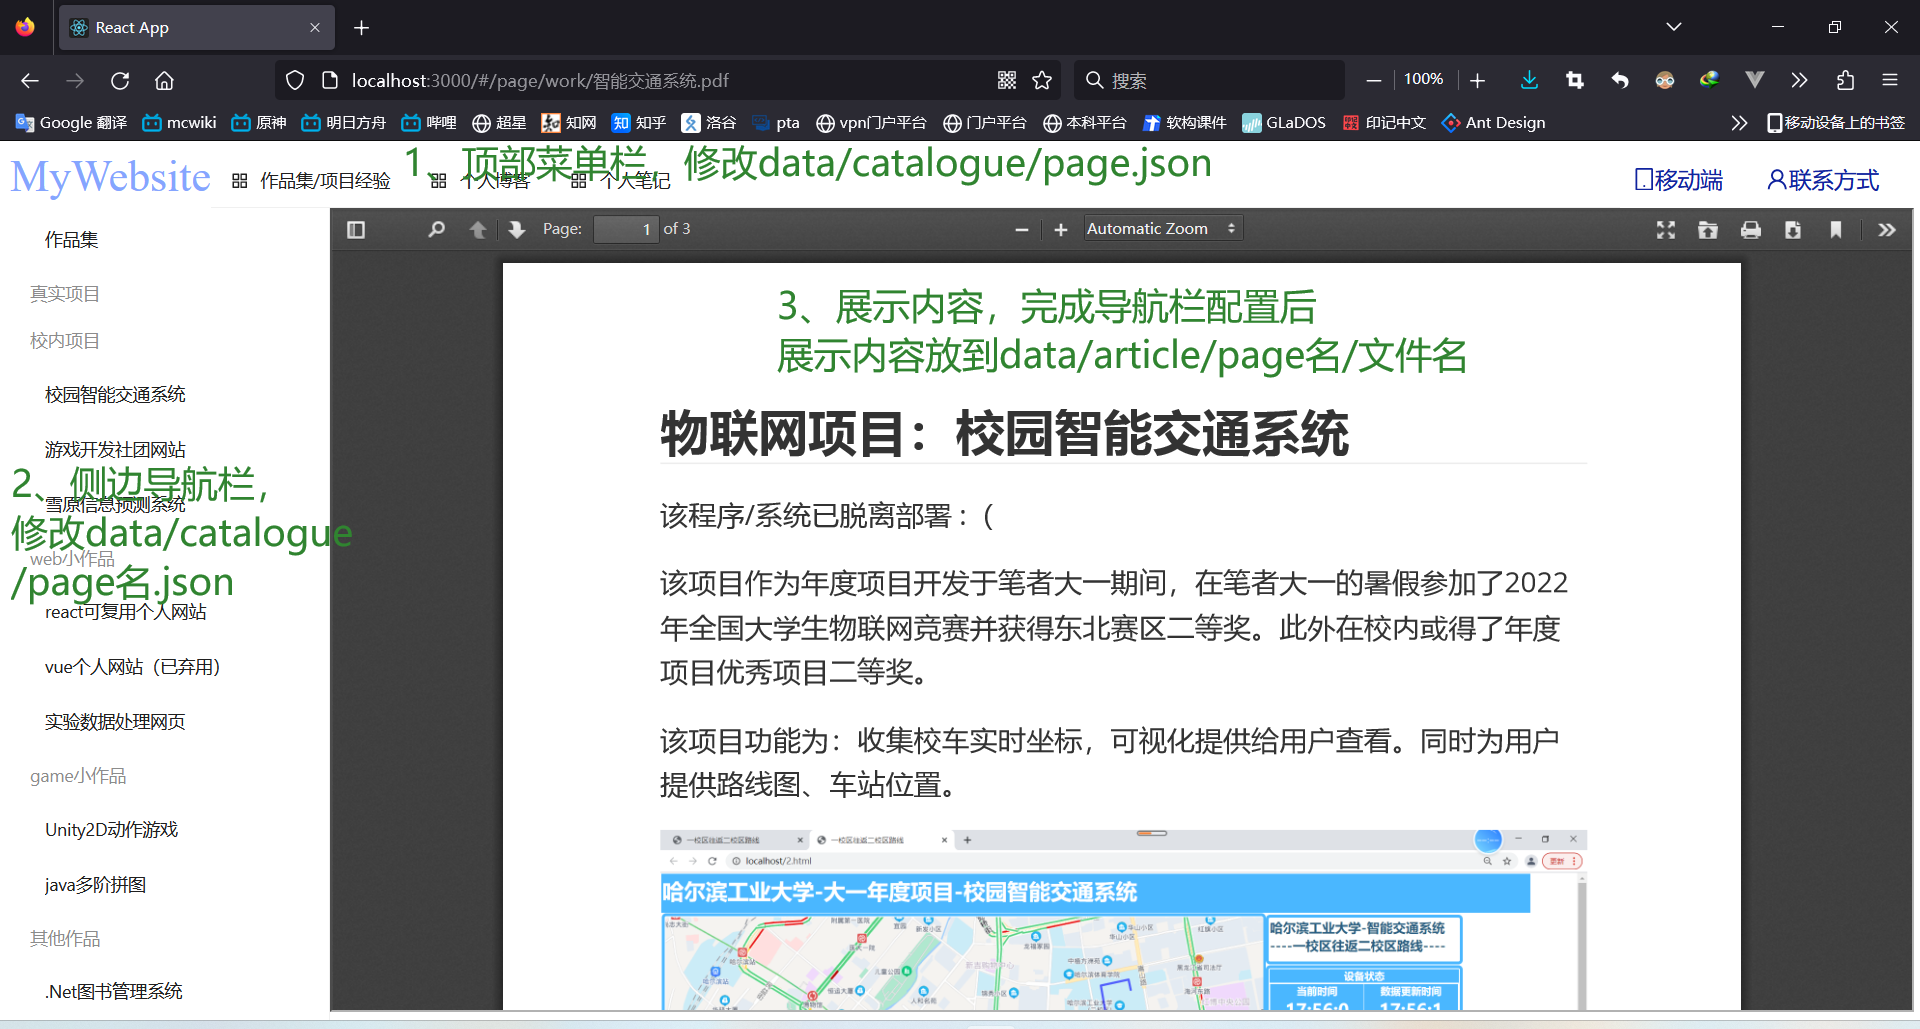 React App
localhost:3000/#/page/work/智能交通系统.pdf
搜索
100%
Google 翻译
mcwiki
原神
明日方舟
哔哩
超星
知网
知乎
洛谷
pta
vpn门户平台
门户平台
本科平台
软构课件
GLaDOS
印记中文
Ant Design
移动设备上的书签
MyWebsite
作品集/项目经验
个人博客
个人笔记
1、顶部菜单栏，修改data/catalogue/page.json
移动端
联系方式
作品集
真实项目
校内项目
校园智能交通系统
游戏开发社团网站
雪原信息预测系统
web小作品
react可复用个人网站
vue个人网站（已弃用）
实验数据处理网页
game小作品
Unity2D动作游戏
java多阶拼图
其他作品
.Net图书管理系统
2、侧边导航栏，
修改data/catalogue
/page名.json
Page: 1 of 3
Automatic Zoom
3、展示内容，完成导航栏配置后
展示内容放到data/article/page名/文件名
物联网项目：校园智能交通系统
该程序/系统已脱离部署：(
该项目作为年度项目开发于笔者大一期间，在笔者大一的暑假参加了2022
年全国大学生物联网竞赛并获得东北赛区二等奖。此外在校内或得了年度
项目优秀项目二等奖。
该项目功能为：收集校车实时坐标，可视化提供给用户查看。同时为用户
提供路线图、车站位置。
一校区往返二校区路线
一校区往返二校区路线
localhost/2.html
更新
哈尔滨工业大学-大一年度项目-校园智能交通系统
哈尔滨工业大学-智能交通系统
----一校区往返二校区路线----
设备状态
当前时间
数据更新时间